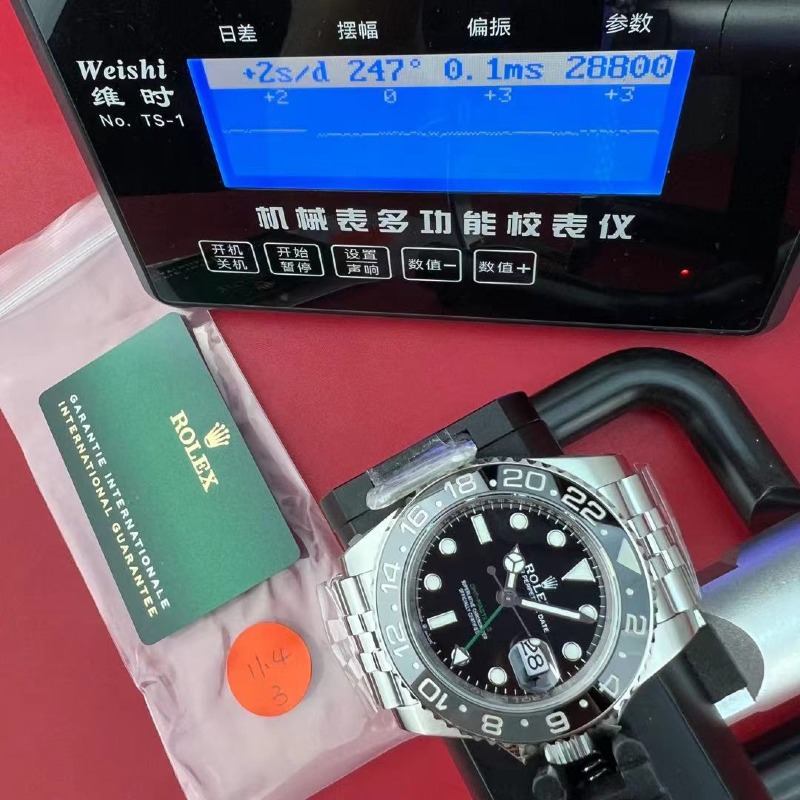 日差 摆幅 偏振 参数
Weishi
维时
No. TS-1
+2s/d 247° 0.1ms 28800
+2 0 +3 +3
机械表多功能校表仪
开机 开始 设置 数值- 数值+
关机 暂停 声响
GARANTIE INTERNATIONALE
INTERNATIONAL GUARANTEE
ROLEX
11.4
3
22
20
18
16
14
12
10
8
6
2
ROLEX
DATE
28